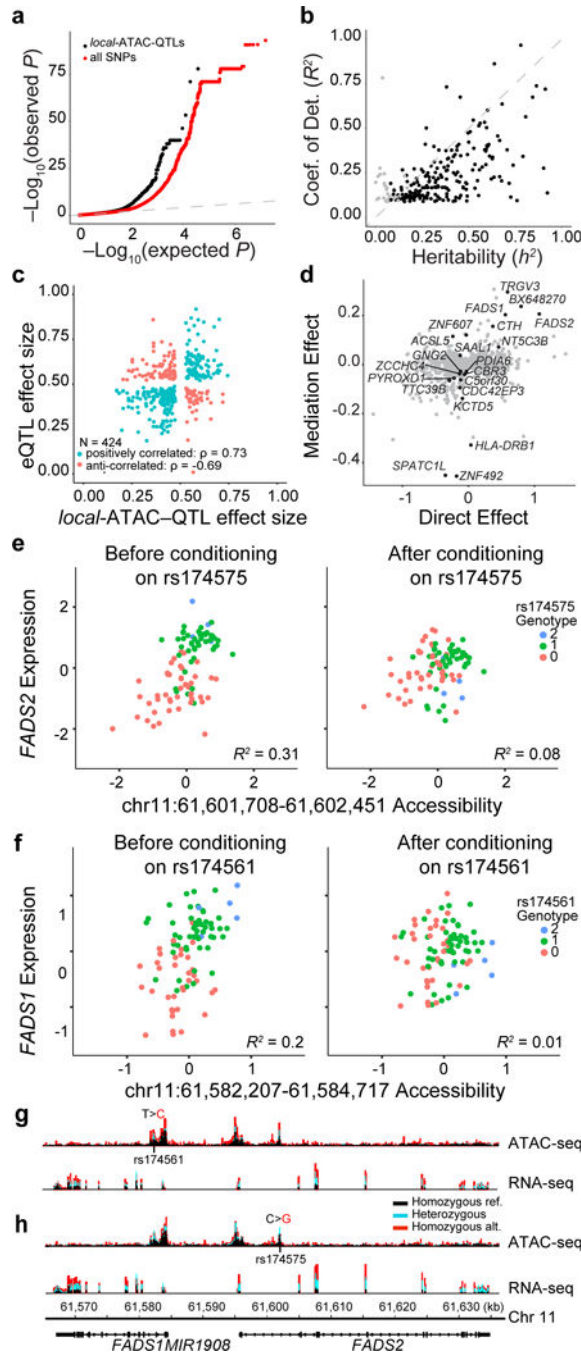 a
local-ATAC-QTLs
all SNPs
–Log10(observed P)
75
50
25
0
0 2 4 6
–Log10(expected P)
b
Coef. of Det. (R²)
1.00
0.75
0.50
0.25
0.00
0.00 0.25 0.50 0.75 1.00
Heritability (h²)
c
eQTL effect size
1.00
0.75
0.50
0.25
0.00
N = 424
positively correlated: ρ = 0.73
anti-correlated: ρ = -0.69
0.00 0.25 0.50 0.75 1.00
local-ATAC–QTL effect size
d
Mediation Effect
0.2
0.0
-0.2
-0.4
TRGV3
BX648270
FADS1
FADS2
ZNF607
CTH
ACSL5
SAAL1
NT5C3B
GNG2
PDIA6
ZCCHC4
CBR3
PYROXD1
C5orf30
TTC39B
CDC42EP3
KCTD5
HLA-DRB1
SPATC1L
ZNF492
-1 0 1
Direct Effect
e
Before conditioning
on rs174575
After conditioning
on rs174575
FADS2 Expression
2
0
-2
R² = 0.31
R² = 0.08
rs174575
Genotype
2
1
0
-2 0 2
-2 0 2
chr11:61,601,708-61,602,451 Accessibility
f
Before conditioning
on rs174561
After conditioning
on rs174561
FADS1 Expression
1
0
-1
R² = 0.2
R² = 0.01
rs174561
Genotype
2
1
0
-1 0 1
-1 0 1
chr11:61,582,207-61,584,717 Accessibility
g
T>C
ATAC-seq
rs174561
RNA-seq
Homozygous ref.
Heterozygous
Homozygous alt.
h
C>G
ATAC-seq
rs174575
RNA-seq
61,570 61,580 61,590 61,600 61,610 61,620 61,630 (kb)
Chr 11
FADS1MIR1908 FADS2